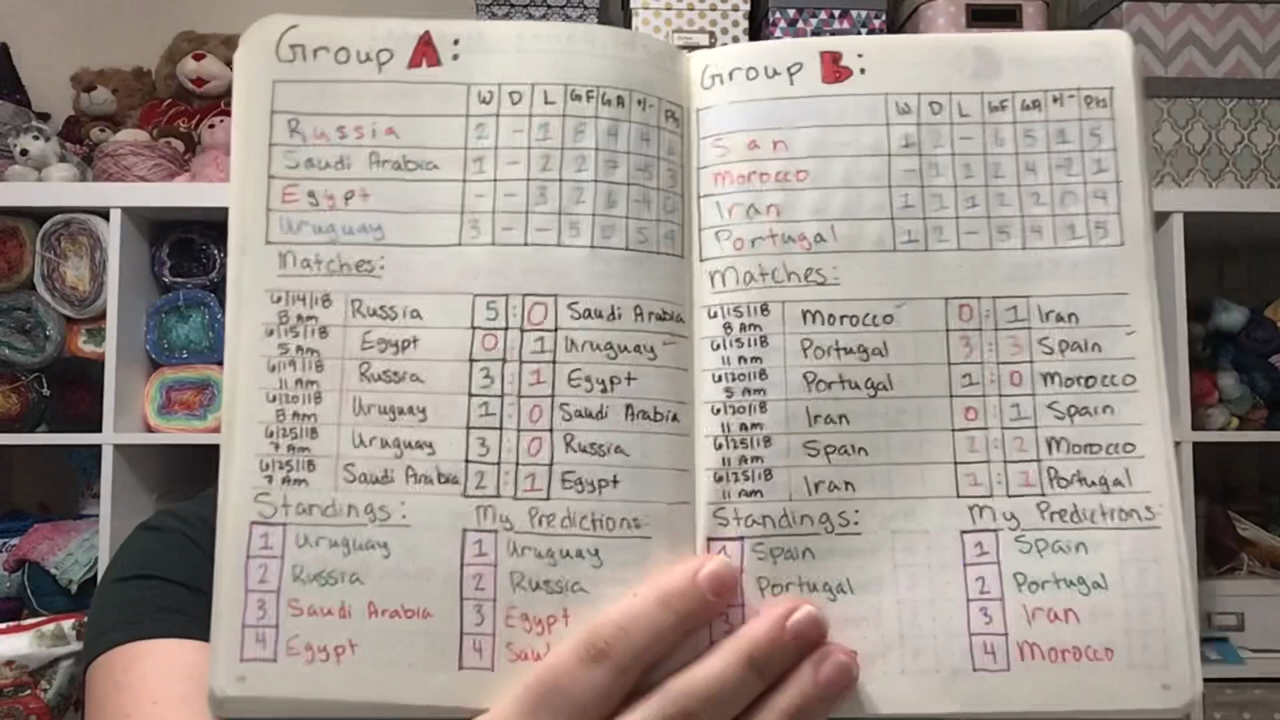 Group A:
W D L GF GA +/- Pts
Russia 2 - 1 8 4 4
Saudi Arabia 1 - 2 2 7 -5 3
Egypt - - 3 2 6 -4 0
Uruguay 3 - - 5 0 5 9
Matches:
6/14/18
8 Am Russia 5 : 0 Saudi Arabia
6/15/18
5 Am Egypt 0 : 1 Uruguay
6/19/18
11 Am Russia 3 : 1 Egypt
6/20/18
8 Am Uruguay 1 : 0 Saudi Arabia
6/25/18
7 Am Uruguay 3 : 0 Russia
6/25/18
7 Am Saudi Arabia 2 : 1 Egypt
Standings:
1 Uruguay
2 Russia
3 Saudi Arabia
4 Egypt
My Predictions:
1 Uruguay
2 Russia
3 Egypt
4 Sau
Group B:
W D L GF GA +/- Pts
S an 1 2 - 6 5 1 5
Morocco - 1 2 2 4 -2 1
Iran 1 1 1 2 2 0 4
Portugal 1 2 - 5 4 1 5
Matches:
6/15/18
8 Am Morocco 0 : 1 Iran
6/15/18
11 Am Portugal 3 : 3 Spain
6/20/18
5 Am Portugal 1 : 0 Morocco
6/20/18
11 Am Iran 0 : 1 Spain
6/25/18
11 Am Spain 2 : 2 Morocco
6/25/18
11 Am Iran 1 : 1 Portugal
Standings:
1 Spain
Portugal
3
My Predictions:
1 Spain
2 Portugal
3 Iran
4 Morocco